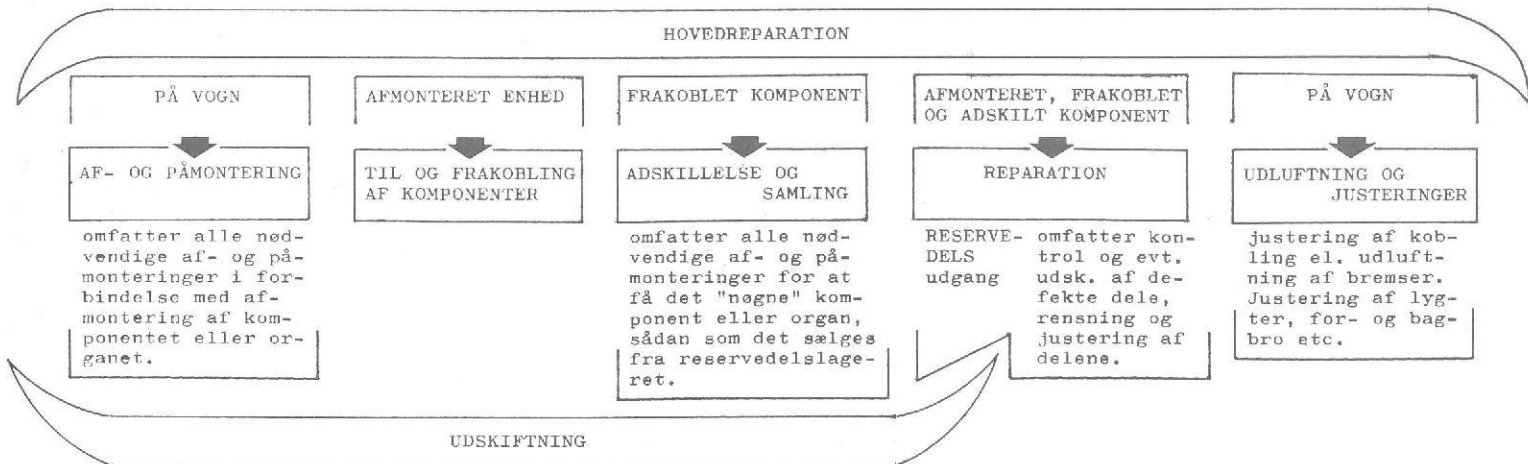 HOVEDREPARATION
PÅ VOGN
AF- OG PÅMONTERING
omfatter alle nød-
vendige af- og på-
monteringer i for-
bindelse med af-
montering af kom-
ponentet eller or-
ganet.
AFMONTERET ENHED
TIL OG FRAKOBLING
AF KOMPONENTER
FRAKOBLET KOMPONENT
ADSKILLELSE OG
SAMLING
omfatter alle nød-
vendige af- og på-
monteringer for at
få det "nøgne" kom-
ponent eller organ,
sådan som det sælges
fra reservedelslage-
ret.
AFMONTERET, FRAKOBLET
OG ADSKILT KOMPONENT
REPARATION
RESERVE-
DELS
udgang
omfatter kon-
trol og evt.
udsk. af de-
fekte dele,
rensning og
justering af
delene.
PÅ VOGN
UDLUFTNING OG
JUSTERINGER
justering af kob-
ling el. udluft-
ning af bremser.
Justering af lyg-
ter, for- og bag-
bro etc.
UDSKIFTNING